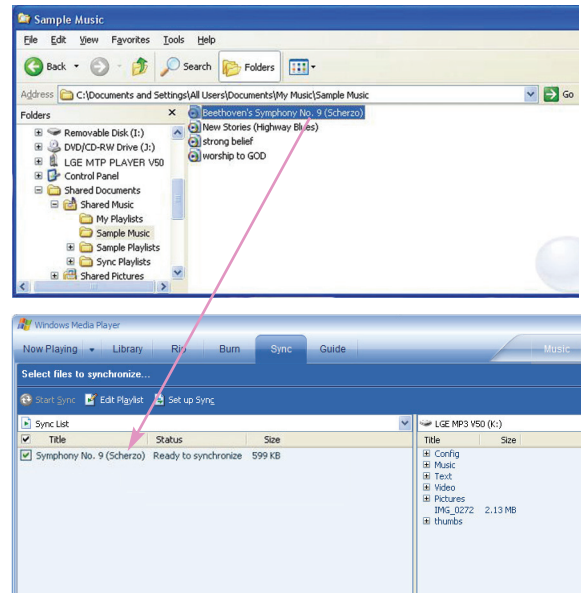 Sample Music
File Edit View Favorites Tools Help
Back Search Folders
Address C:\Documents and Settings\All Users\Documents\My Music\Sample Music Go
Folders
Removable Disk (I:)
DVD/CD-RW Drive (J:)
LGE MTP PLAYER V50
Control Panel
Shared Documents
Shared Music
My Playlists
Sample Music
Sample Playlists
Sync Playlists
Shared Pictures
Beethoven's Symphony No. 9 (Scherzo)
New Stories (Highway Blues)
strong belief
worship to GOD
Windows Media Player
Now Playing Library Rip Burn Sync Guide Music
Select files to synchronize...
Start Sync Edit Playlist Set up Sync
Sync List
Title Status Size
Symphony No. 9 (Scherzo) Ready to synchronize 599 KB
LGE MP3 V50 (K:)
Title Size
Config
Music
Text
Video
Pictures
IMG_0272 2.13 MB
thumbs